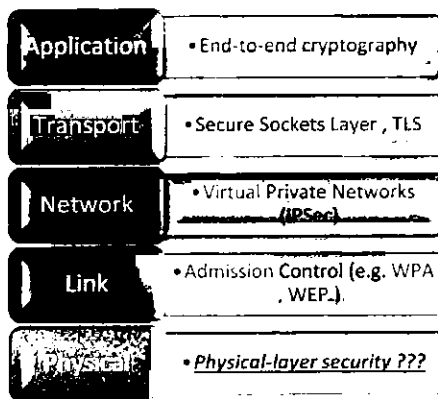 Application
• End-to-end cryptography
Transport
• Secure Sockets Layer , TLS
Network
• Virtual Private Networks
(IPSec)
Link
• Admission Control (e.g. WPA
, WEP )
Physical
• Physical-layer security ???